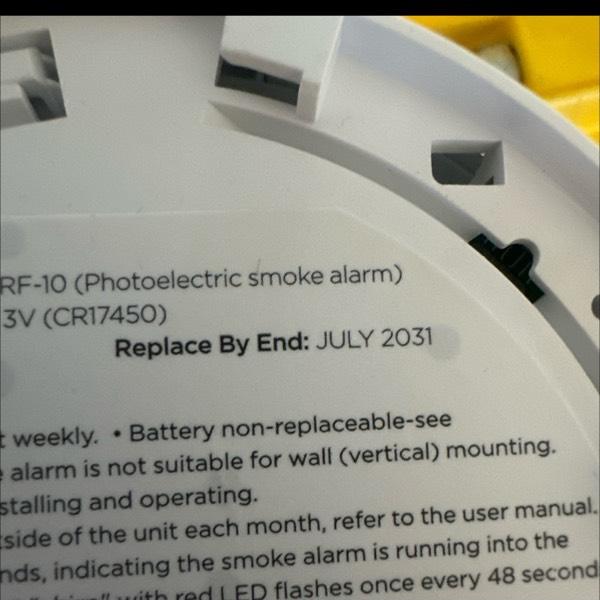 RF-10 (Photoelectric smoke alarm)
3V (CR17450)
Replace By End: JULY 2031
weekly. • Battery non-replaceable-see
alarm is not suitable for wall (vertical) mounting.
stalling and operating.
side of the unit each month, refer to the user manual.
nds, indicating the smoke alarm is running into the
with red LED flashes once every 48 second